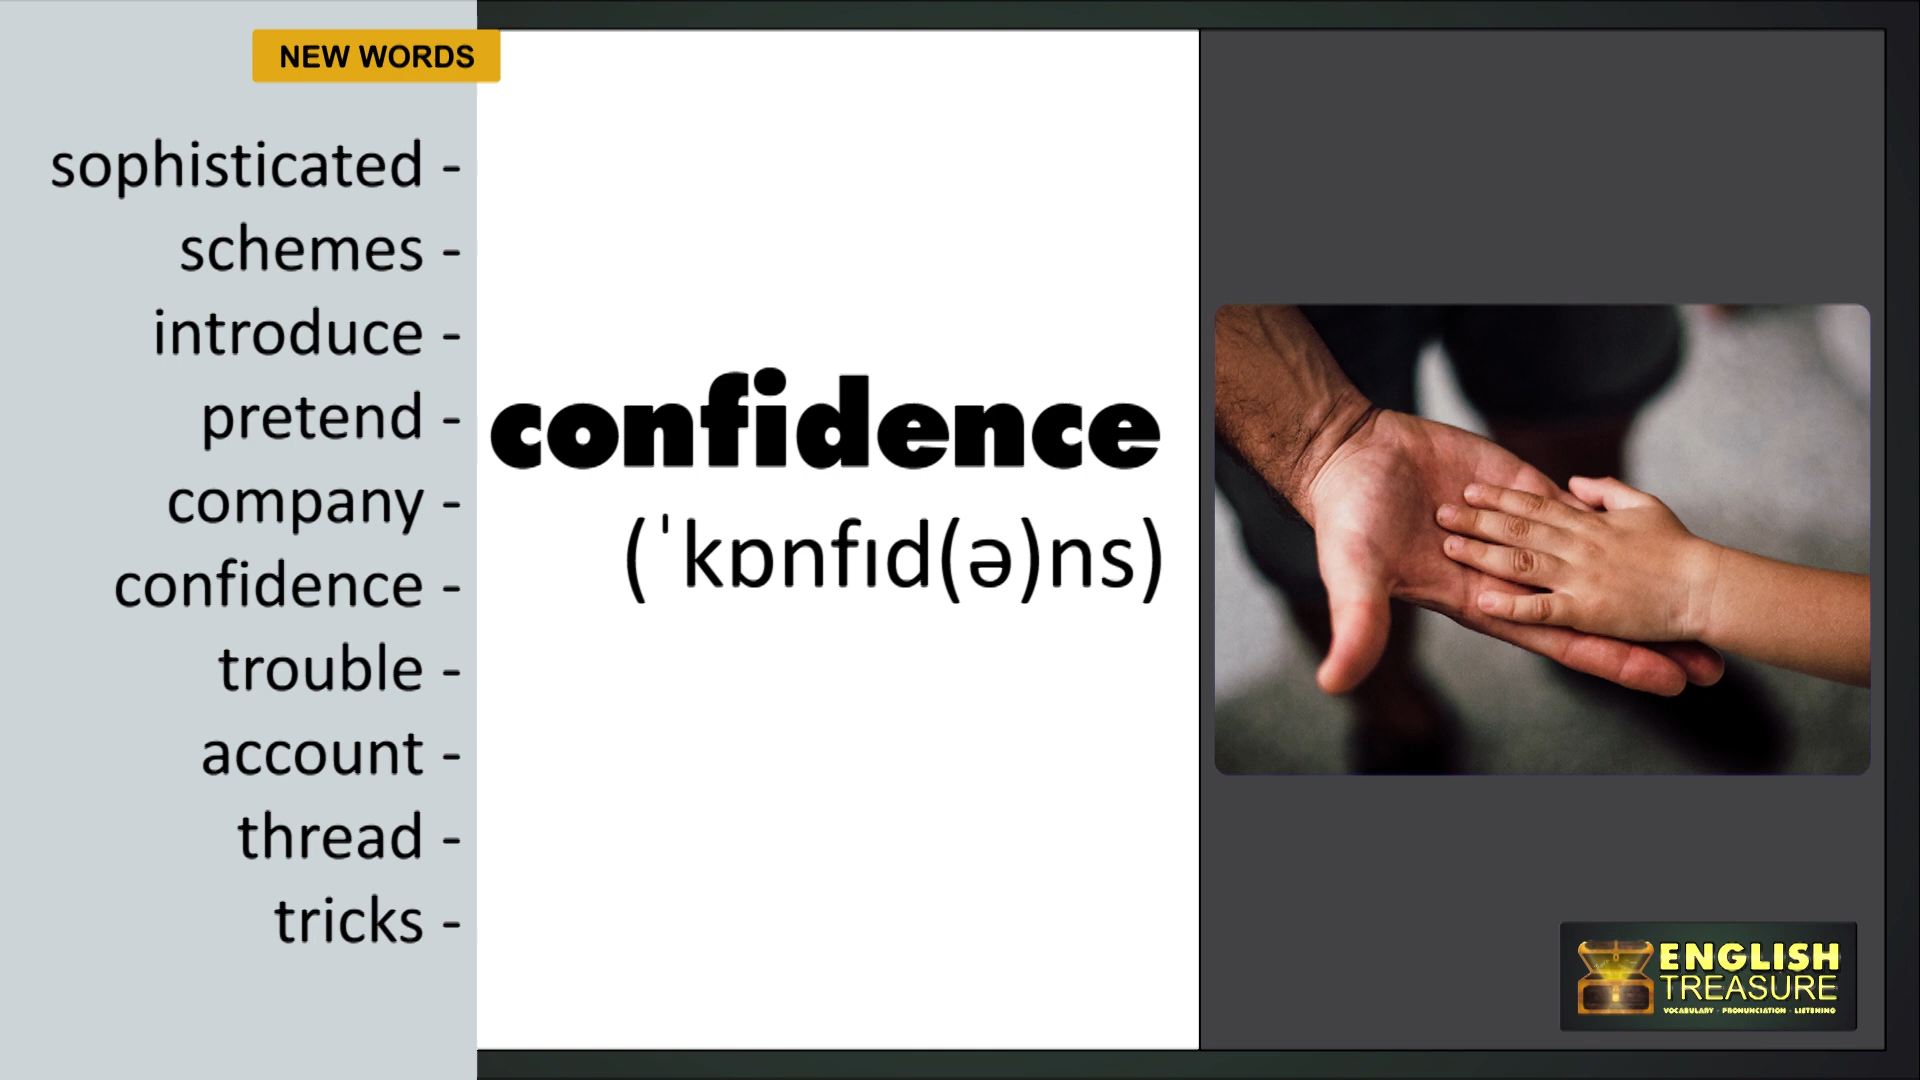 NEW WORDS
sophisticated -
schemes -
introduce -
pretend -
company -
confidence -
trouble -
account -
thread -
tricks -
confidence
(ˈkɒnfɪd(ə)ns)
ENGLISH
TREASURE
VOCABULARY - PRONUNCIATION - LISTENING